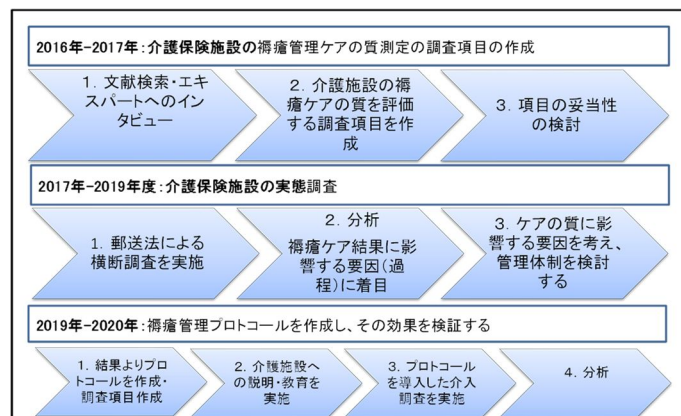 2016年-2017年：介護保険施設の褥瘡管理ケアの質測定の調査項目の作成
1. 文献検索・エキ
スパートへのイン
タビュー
2. 介護施設の褥
瘡ケアの質を評価
する調査項目を作
成
3. 項目の妥当性
の検討
2017年-2019年度：介護保険施設の実態調査
1. 郵送法による
横断調査を実施
2. 分析
褥瘡ケア結果に影
響する要因(過
程)に着目
3. ケアの質に影
響する要因を考え、
管理体制を検討
する
2019年-2020年：褥瘡管理プロトコールを作成し、その効果を検証する
1. 結果よりプロ
トコールを作成・
調査項目作成
2. 介護施設へ
の説明・教育を
実施
3. プロトコール
を導入した介入
調査を実施
4. 分析